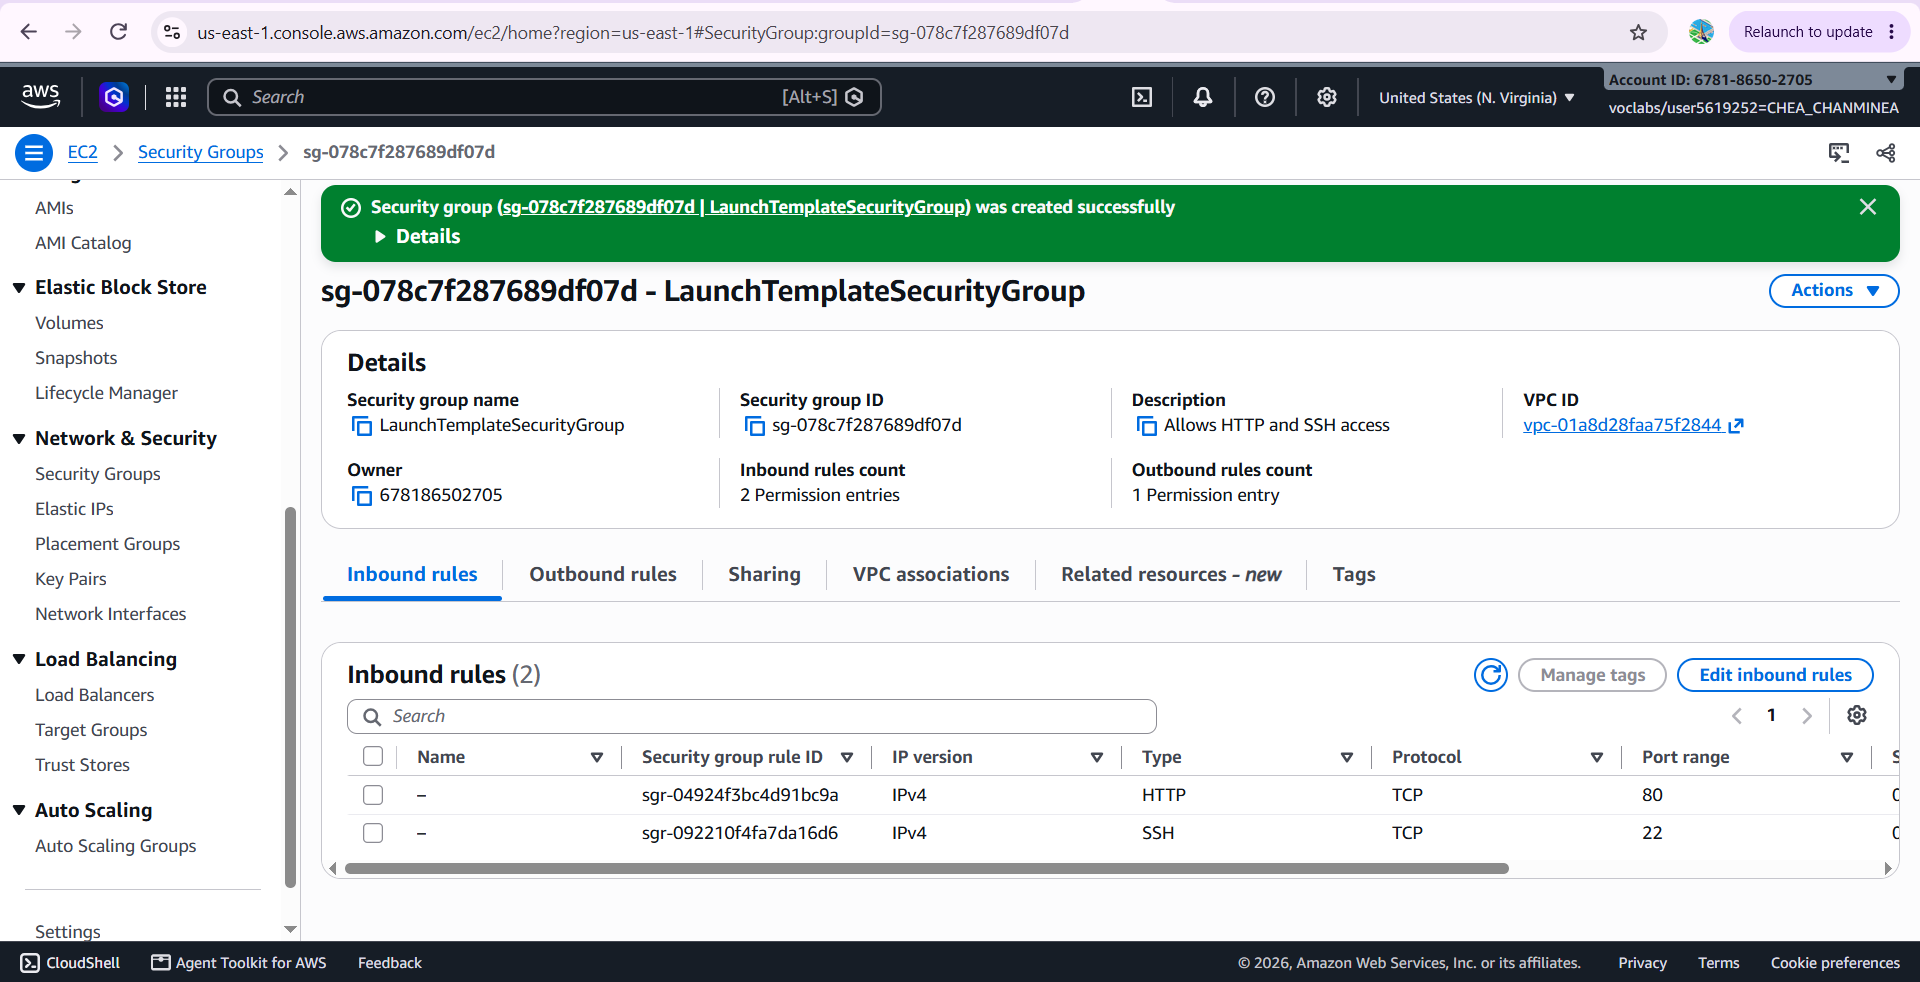 us-east-1.console.aws.amazon.com/ec2/home?region=us-east-1#SecurityGroup:groupId=sg-078c7f287689df07d
Relaunch to update
aws
Search
[Alt+S]
United States (N. Virginia)
Account ID: 6781-8650-2705
voclabs/user5619252=CHEA_CHANMINEA
EC2
Security Groups
sg-078c7f287689df07d
AMIs
AMI Catalog
Elastic Block Store
Volumes
Snapshots
Lifecycle Manager
Network & Security
Security Groups
Elastic IPs
Placement Groups
Key Pairs
Network Interfaces
Load Balancing
Load Balancers
Target Groups
Trust Stores
Auto Scaling
Auto Scaling Groups
Settings
Security group (sg-078c7f287689df07d | LaunchTemplateSecurityGroup) was created successfully
Details
sg-078c7f287689df07d - LaunchTemplateSecurityGroup
Actions
Details
Security group name
LaunchTemplateSecurityGroup
Security group ID
sg-078c7f287689df07d
Description
Allows HTTP and SSH access
VPC ID
vpc-01a8d28faa75f2844
Owner
678186502705
Inbound rules count
2 Permission entries
Outbound rules count
1 Permission entry
Inbound rules
Outbound rules
Sharing
VPC associations
Related resources - new
Tags
Inbound rules (2)
Manage tags
Edit inbound rules
Search
1
Name Security group rule ID IP version Type Protocol Port range
– sgr-04924f3bc4d91bc9a IPv4 HTTP TCP 80
– sgr-092210f4fa7da16d6 IPv4 SSH TCP 22
CloudShell
Agent Toolkit for AWS
Feedback
© 2026, Amazon Web Services, Inc. or its affiliates.
Privacy
Terms
Cookie preferences